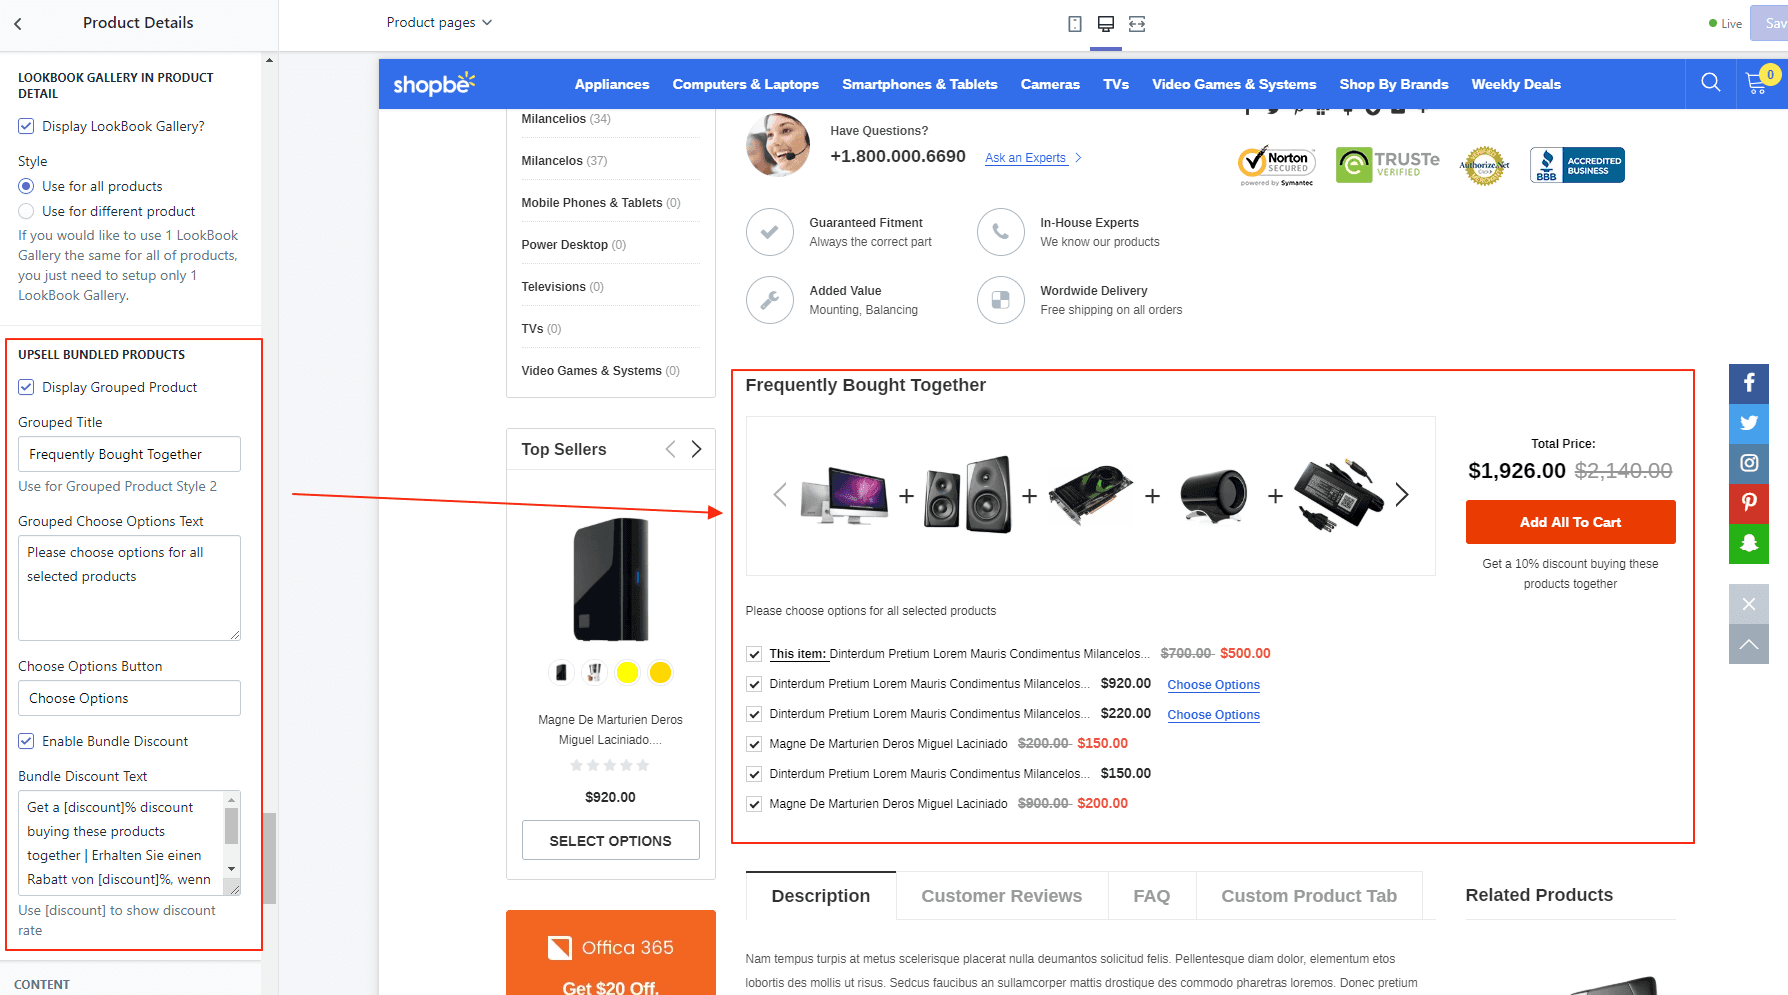 Product Details
Product pages
Live
Sav
LOOKBOOK GALLERY IN PRODUCT
DETAIL
Display LookBook Gallery?
Style
Use for all products
Use for different product
If you would like to use 1 LookBook
Gallery the same for all of products,
you just need to setup only 1
LookBook Gallery.
UPSELL BUNDLED PRODUCTS
Display Grouped Product
Grouped Title
Frequently Bought Together
Use for Grouped Product Style 2
Grouped Choose Options Text
Please choose options for all
selected products
Choose Options Button
Choose Options
Enable Bundle Discount
Bundle Discount Text
Get a [discount]% discount
buying these products
together | Erhalten Sie einen
Rabatt von [discount]%, wenn
Use [discount] to show discount
rate
CONTENT
shopbe
Appliances
Computers & Laptops
Smartphones & Tablets
Cameras
TVs
Video Games & Systems
Shop By Brands
Weekly Deals
0
Milancelios (34)
Milancelos (37)
Mobile Phones & Tablets (0)
Power Desktop (0)
Televisions (0)
TVs (0)
Video Games & Systems (0)
Top Sellers
Magne De Marturien Deros
Miguel Laciniado....
$920.00
SELECT OPTIONS
Offica 365
Get $20 Off.
Have Questions?
+1.800.000.6690
Ask an Experts
Norton
SECURED
powered by Symantec
TRUSTe
VERIFIED
Authorize.Net
BBB
ACCREDITED
BUSINESS
Guaranteed Fitment
Always the correct part
In-House Experts
We know our products
Added Value
Mounting, Balancing
Wordwide Delivery
Free shipping on all orders
Frequently Bought Together
+
+
+
+
Total Price:
$1,926.00 $2,140.00
Add All To Cart
Get a 10% discount buying these
products together
Please choose options for all selected products
This item: Dinterdum Pretium Lorem Mauris Condimentus Milancelos... $700.00 $500.00
Dinterdum Pretium Lorem Mauris Condimentus Milancelos... $920.00 Choose Options
Dinterdum Pretium Lorem Mauris Condimentus Milancelos... $220.00 Choose Options
Magne De Marturien Deros Miguel Laciniado $200.00 $150.00
Dinterdum Pretium Lorem Mauris Condimentus Milancelos... $150.00
Magne De Marturien Deros Miguel Laciniado $900.00 $200.00
Description
Customer Reviews
FAQ
Custom Product Tab
Related Products
Nam tempus turpis at metus scelerisque placerat nulla deumantos solicitud felis. Pellentesque diam dolor, elementum etos
lobortis des mollis ut risus. Sedcus faucibus an sullamcorper mattis drostique des commodo pharetras loremos. Donec pretium